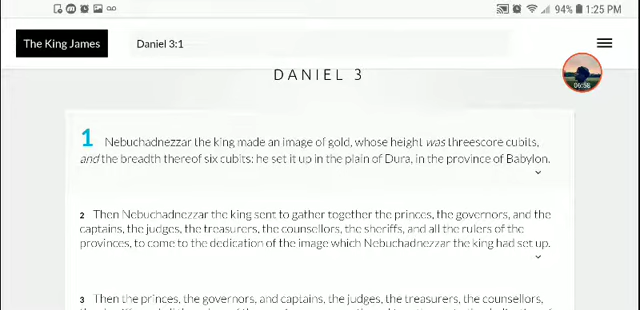 94% 1:25 PM
The King James Daniel 3:1
06:56
DANIEL 3
1 Nebuchadnezzar the king made an image of gold, whose height was threescore cubits,
and the breadth thereof six cubits: he set it up in the plain of Dura, in the province of Babylon.
2 Then Nebuchadnezzar the king sent to gather together the princes, the governors, and the
captains, the judges, the treasurers, the counsellors, the sheriffs, and all the rulers of the
provinces, to come to the dedication of the image which Nebuchadnezzar the king had set up.
3 Then the princes, the governors, and captains, the judges, the treasurers, the counsellors,